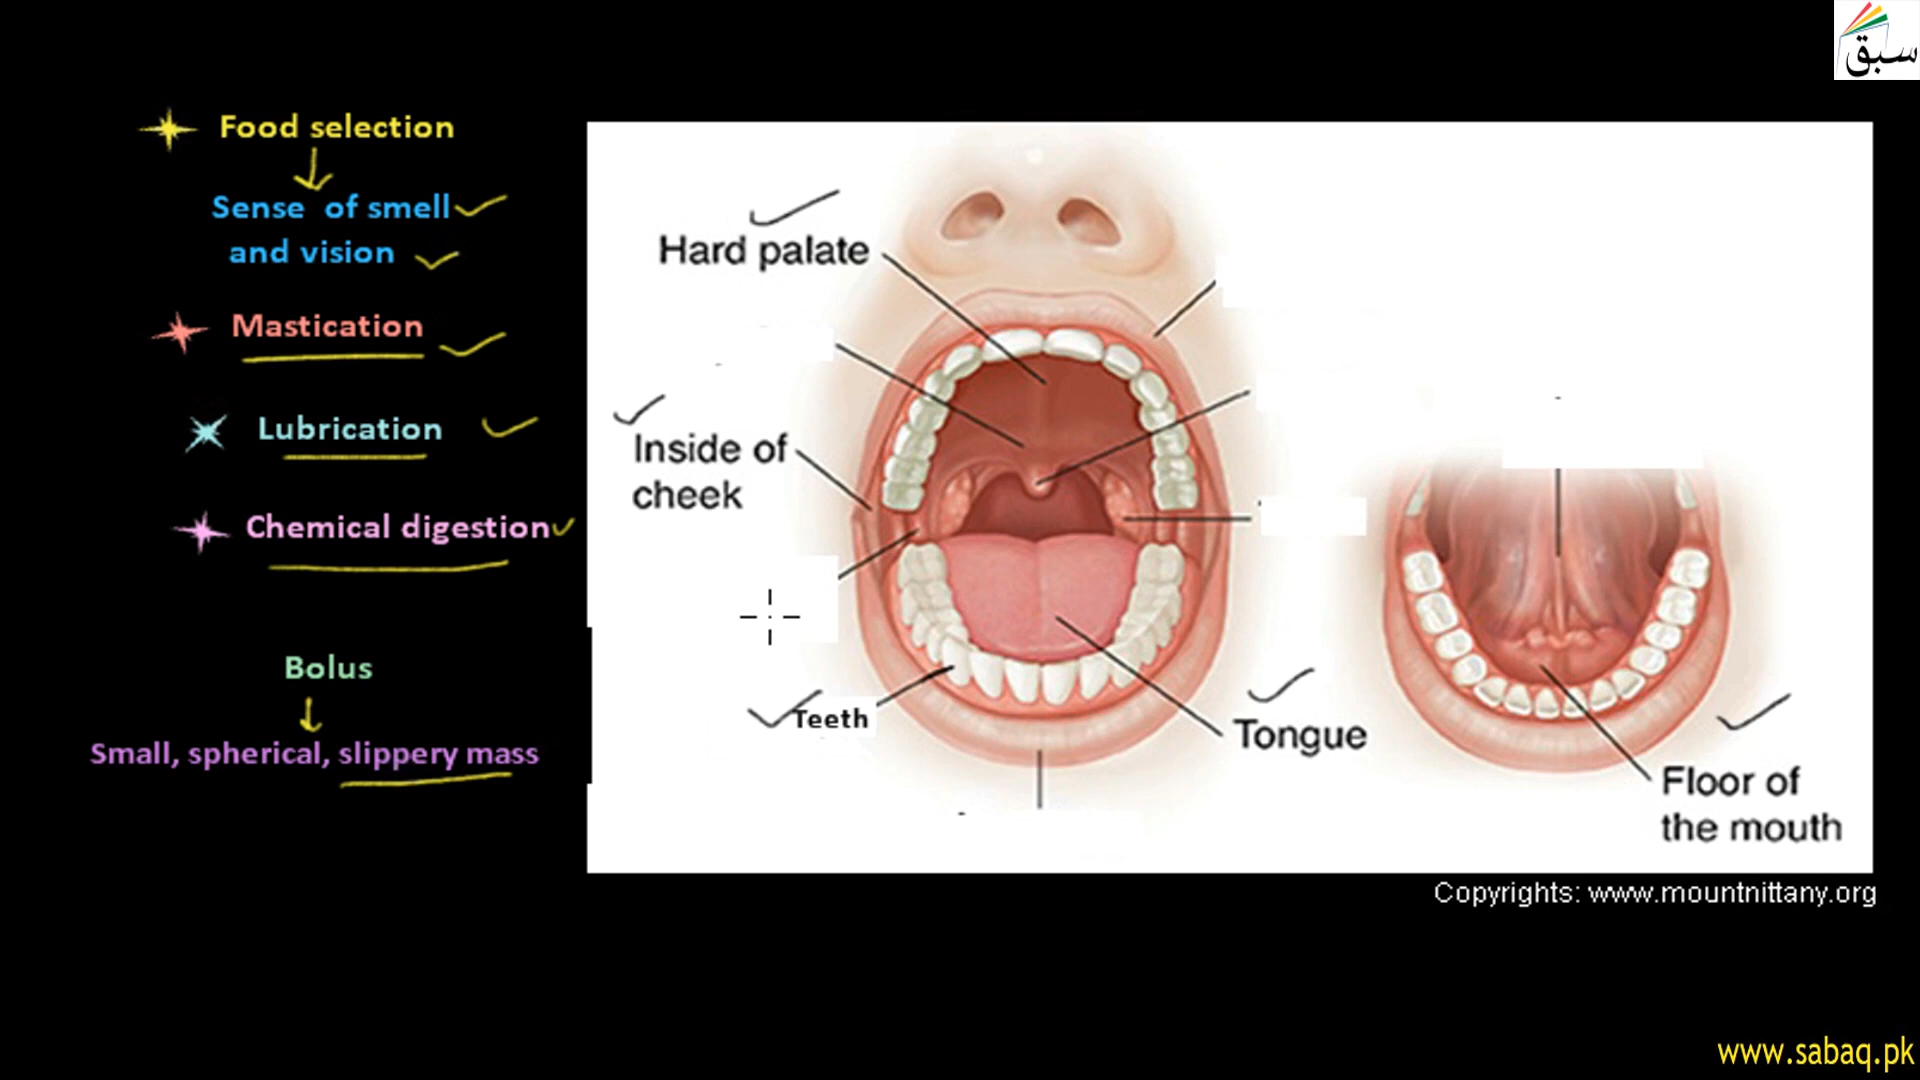 سبق
Food selection
Sense of smell
and vision
Mastication
Lubrication
Chemical digestion
Bolus
Small, spherical, slippery mass
Hard palate
Inside of
cheek
Teeth
Tongue
Floor of
the mouth
Copyrights: www.mountnittany.org
www.sabaq.pk